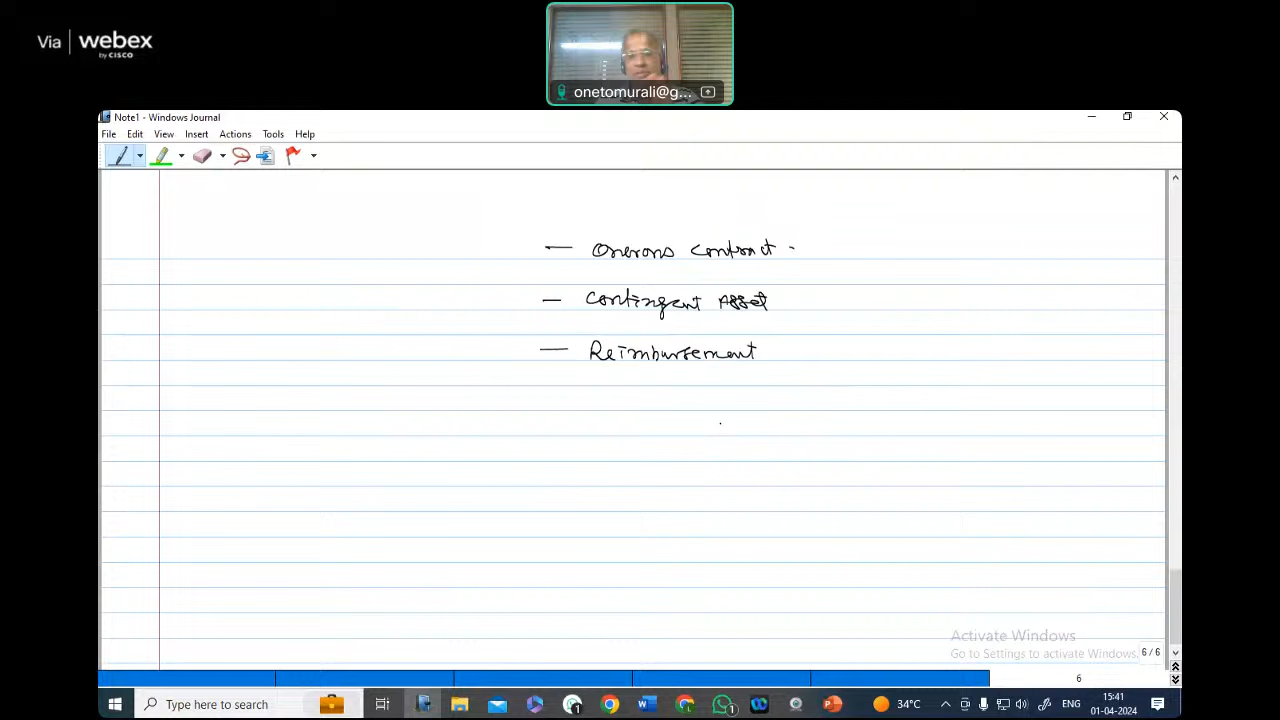 Via webex
by CISCO
onetomurali@g...
Note1 - Windows Journal
File Edit View Insert Actions Tools Help
— Onerous contract -
— Contingent Asset
— Reimbursement
Activate Windows
Go to Settings to activate Windows.
6 / 6
6
Type here to search
1
1
34°C
ENG
15:41
01-04-2024